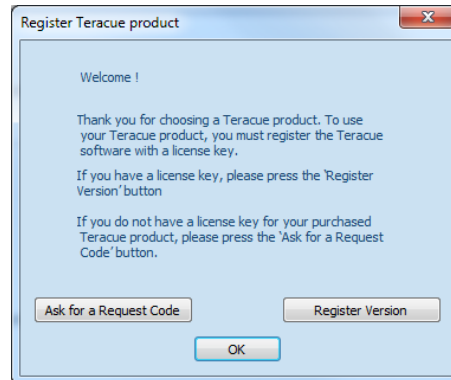 Register Teracue product
Welcome !
Thank you for choosing a Teracue product. To use
your Teracue product, you must register the Teracue
software with a license key.
If you have a license key, please press the 'Register
Version' button
If you do not have a license key for your purchased
Teracue product, please press the 'Ask for a Request
Code' button.
Ask for a Request Code
Register Version
OK